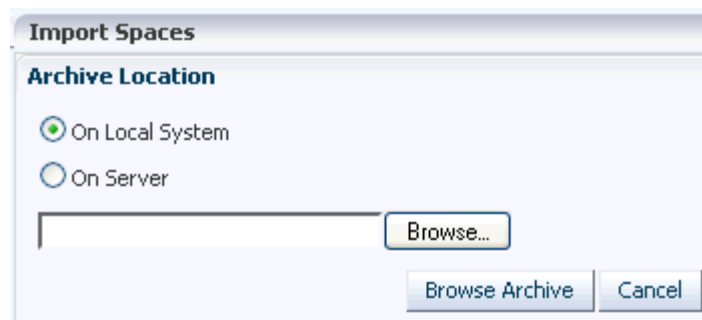 Import Spaces
Archive Location
On Local System
On Server
Browse...
Browse Archive Cancel